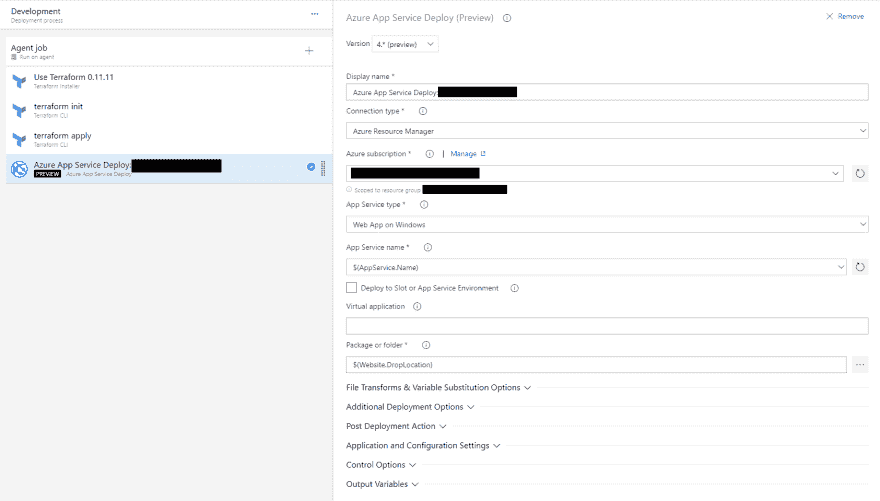 Development
Deployment process
Agent job
Run on agent
Use Terraform 0.11.11
Terraform Installer
terraform init
Terraform CLI
terraform apply
Terraform CLI
Azure App Service Deploy:
PREVIEW Azure App Service Deploy
Azure App Service Deploy (Preview)
Remove
Version 4.* (preview)
Display name *
Azure App Service Deploy:
Connection type *
Azure Resource Manager
Azure subscription * | Manage
Scoped to resource group
App Service type *
Web App on Windows
App Service name *
$(AppService.Name)
Deploy to Slot or App Service Environment
Virtual application
Package or folder *
$(Website.DropLocation)
File Transforms & Variable Substitution Options
Additional Deployment Options
Post Deployment Action
Application and Configuration Settings
Control Options
Output Variables